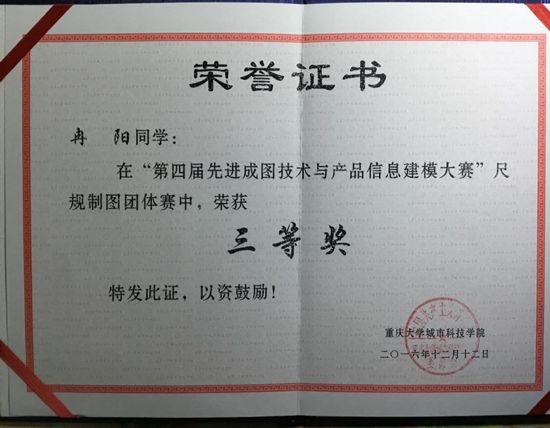 荣誉证书
冉 阳同学：
在“第四届先进成图技术与产品信息建模大赛”尺
规制图团体赛中，荣获
三等奖
特发此证，以资鼓励！
重庆大学城市科技学院
二〇一六年十二月十二日